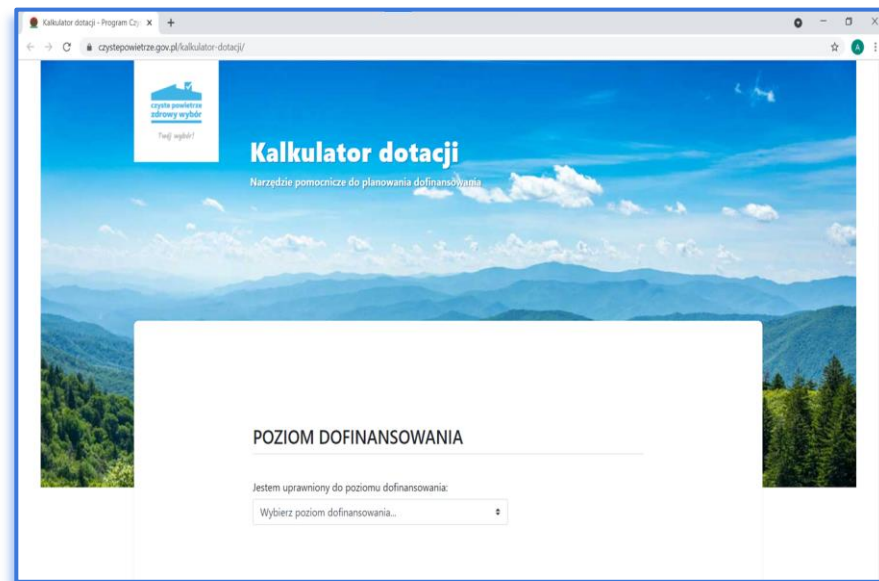 Kalkulator dotacji - Program Czy
czystepowietrze.gov.pl/kalkulator-dotacji/
A
czyste powietrze
zdrowy wybór
Twój wybór!
Kalkulator dotacji
Narzędzie pomocnicze do planowania dofinansowania
POZIOM DOFINANSOWANIA
Jestem uprawniony do poziomu dofinansowania:
Wybierz poziom dofinansowania...